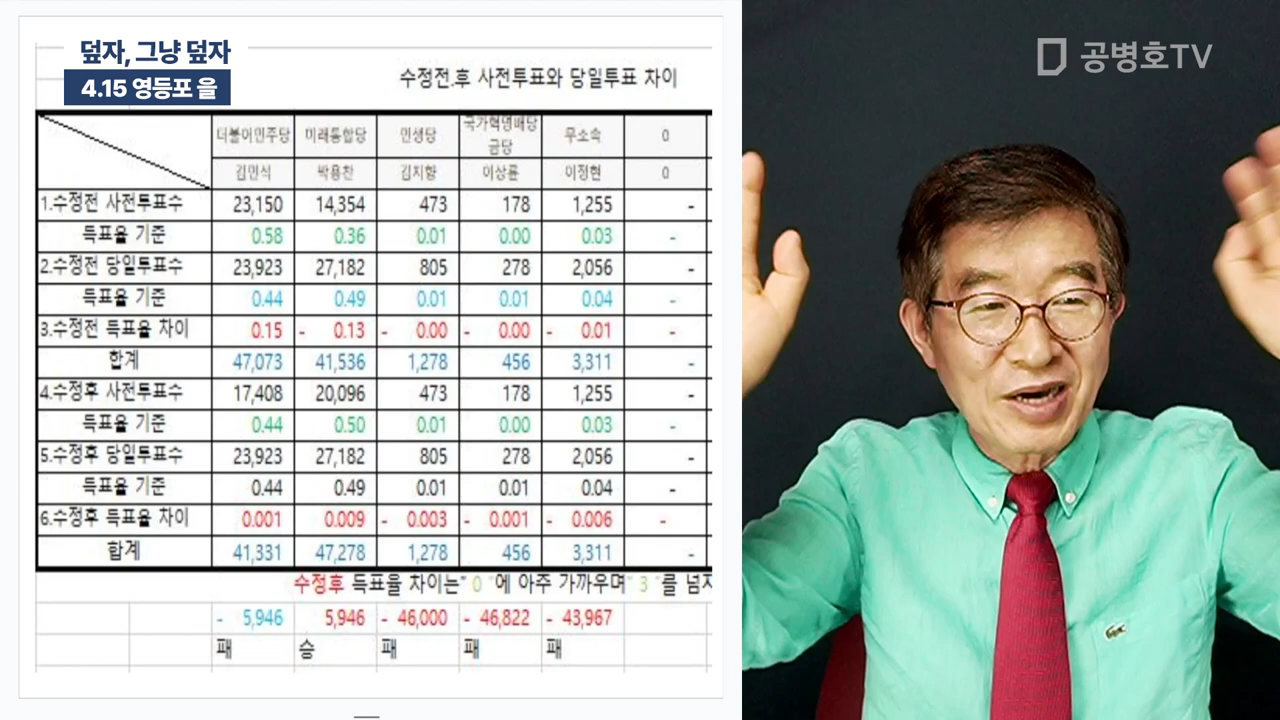 덮자, 그냥 덮자
4.15 영등포 을
공병호TV
수정전.후 사전투표와 당일투표 차이
더불어민주당 미래통합당 민생당 국가혁명배당금당 무소속 0
김민석 박용찬 김치향 이상륜 이정현 0
1.수정전 사전투표수 23,150 14,354 473 178 1,255 -
득표율 기준 0.58 0.36 0.01 0.00 0.03 -
2.수정전 당일투표수 23,923 27,182 805 278 2,056 -
득표율 기준 0.44 0.49 0.01 0.01 0.04 -
3.수정전 득표율 차이 0.15 - 0.13 - 0.00 - 0.00 - 0.01 -
합계 47,073 41,536 1,278 456 3,311 -
4.수정후 사전투표수 17,408 20,096 473 178 1,255 -
득표율 기준 0.44 0.50 0.01 0.00 0.03 -
5.수정후 당일투표수 23,923 27,182 805 278 2,056 -
득표율 기준 0.44 0.49 0.01 0.01 0.04 -
6.수정후 득표율 차이 0.001 0.009 - 0.003 - 0.001 - 0.006 -
합계 41,331 47,278 1,278 456 3,311 -
수정후 득표율 차이는" 0 "에 아주 가까우며" 3 "를 넘지
- 5,946 5,946 - 46,000 - 46,822 - 43,967
패 승 패 패 패